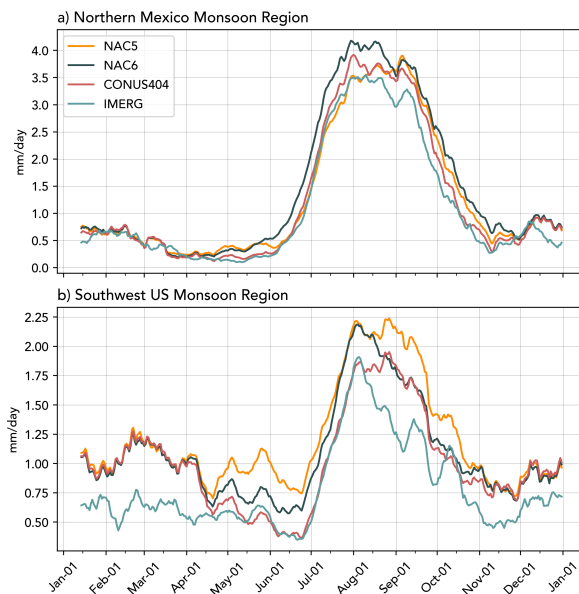 a) Northern Mexico Monsoon Region
NAC5
NAC6
CONUS404
IMERG
4.0
3.5
3.0
2.5
2.0
1.5
1.0
0.5
0.0
mm/day
b) Southwest US Monsoon Region
2.25
2.00
1.75
1.50
1.25
1.00
0.75
0.50
mm/day
Jan-01 Feb-01 Mar-01 Apr-01 May-01 Jun-01 Jul-01 Aug-01 Sep-01 Oct-01 Nov-01 Dec-01 Jan-01